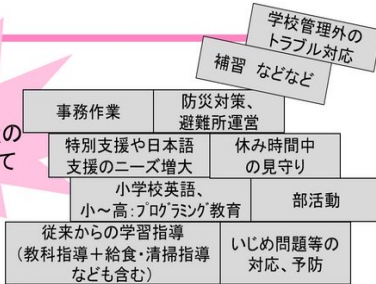 学校管理外の
トラブル対応
補習 などなど
の
て
事務作業
防災対策、
避難所運営
特別支援や日本語
支援のニーズ増大
休み時間中
の見守り
小学校英語、
小～高:プログラミング教育
部活動
従来からの学習指導
(教科指導+給食・清掃指導
なども含む)
いじめ問題等の
対応、予防